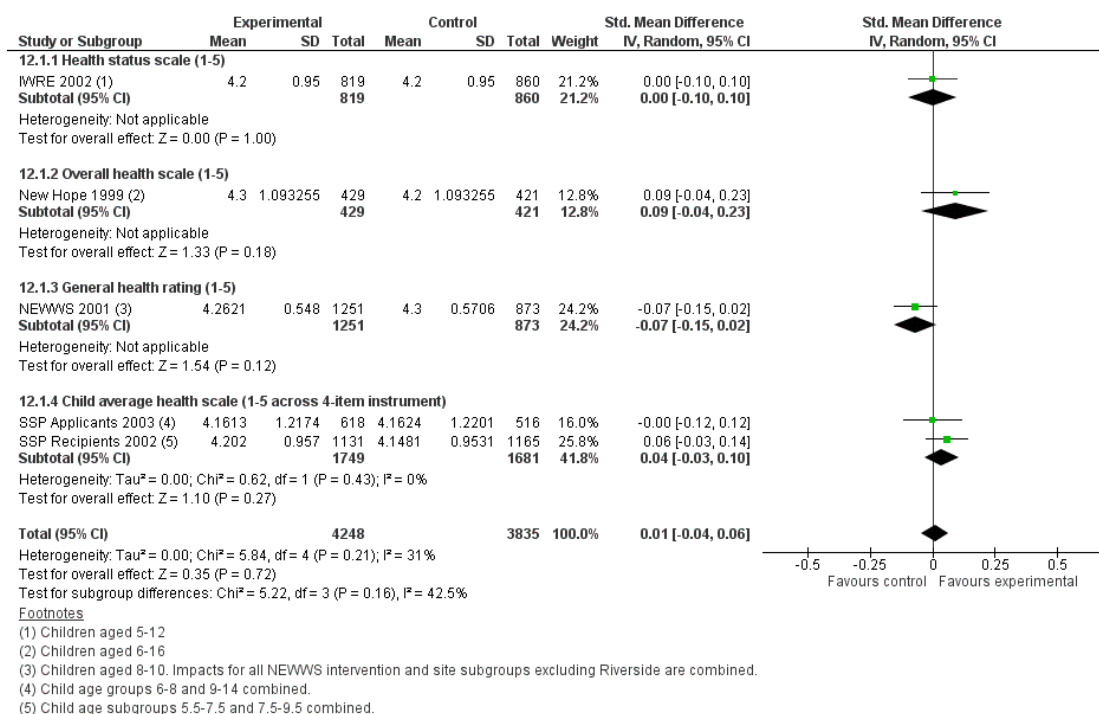 Experimental Control Std. Mean Difference Std. Mean Difference
Study or Subgroup Mean SD Total Mean SD Total Weight IV, Random, 95% CI IV, Random, 95% CI
12.1.1 Health status scale (1-5)
IWRE 2002 (1) 4.2 0.95 819 4.2 0.95 860 21.2% 0.00 [-0.10, 0.10]
Subtotal (95% CI) 819 860 21.2% 0.00 [-0.10, 0.10]
Heterogeneity: Not applicable
Test for overall effect: Z = 0.00 (P = 1.00)
12.1.2 Overall health scale (1-5)
New Hope 1999 (2) 4.3 1.093255 429 4.2 1.093255 421 12.8% 0.09 [-0.04, 0.23]
Subtotal (95% CI) 429 421 12.8% 0.09 [-0.04, 0.23]
Heterogeneity: Not applicable
Test for overall effect: Z = 1.33 (P = 0.18)
12.1.3 General health rating (1-5)
NEWWS 2001 (3) 4.2621 0.548 1251 4.3 0.5706 873 24.2% -0.07 [-0.15, 0.02]
Subtotal (95% CI) 1251 873 24.2% -0.07 [-0.15, 0.02]
Heterogeneity: Not applicable
Test for overall effect: Z = 1.54 (P = 0.12)
12.1.4 Child average health scale (1-5 across 4-item instrument)
SSP Applicants 2003 (4) 4.1613 1.2174 618 4.1624 1.2201 516 16.0% -0.00 [-0.12, 0.12]
SSP Recipients 2002 (5) 4.202 0.957 1131 4.1481 0.9531 1165 25.8% 0.06 [-0.03, 0.14]
Subtotal (95% CI) 1749 1681 41.8% 0.04 [-0.03, 0.10]
Heterogeneity: Tau² = 0.00; Chi² = 0.62, df = 1 (P = 0.43); I² = 0%
Test for overall effect: Z = 1.10 (P = 0.27)
Total (95% CI) 4248 3835 100.0% 0.01 [-0.04, 0.06]
Heterogeneity: Tau² = 0.00; Chi² = 5.84, df = 4 (P = 0.21); I² = 31%
Test for overall effect: Z = 0.35 (P = 0.72)
Test for subgroup differences: Chi² = 5.22, df = 3 (P = 0.16), I² = 42.5%
-0.5 -0.25 0 0.25 0.5
Favours control Favours experimental
Footnotes
(1) Children aged 5-12
(2) Children aged 6-16
(3) Children aged 8-10. Impacts for all NEWWS intervention and site subgroups excluding Riverside are combined.
(4) Child age groups 6-8 and 9-14 combined.
(5) Child age subgroups 5.5-7.5 and 7.5-9.5 combined.